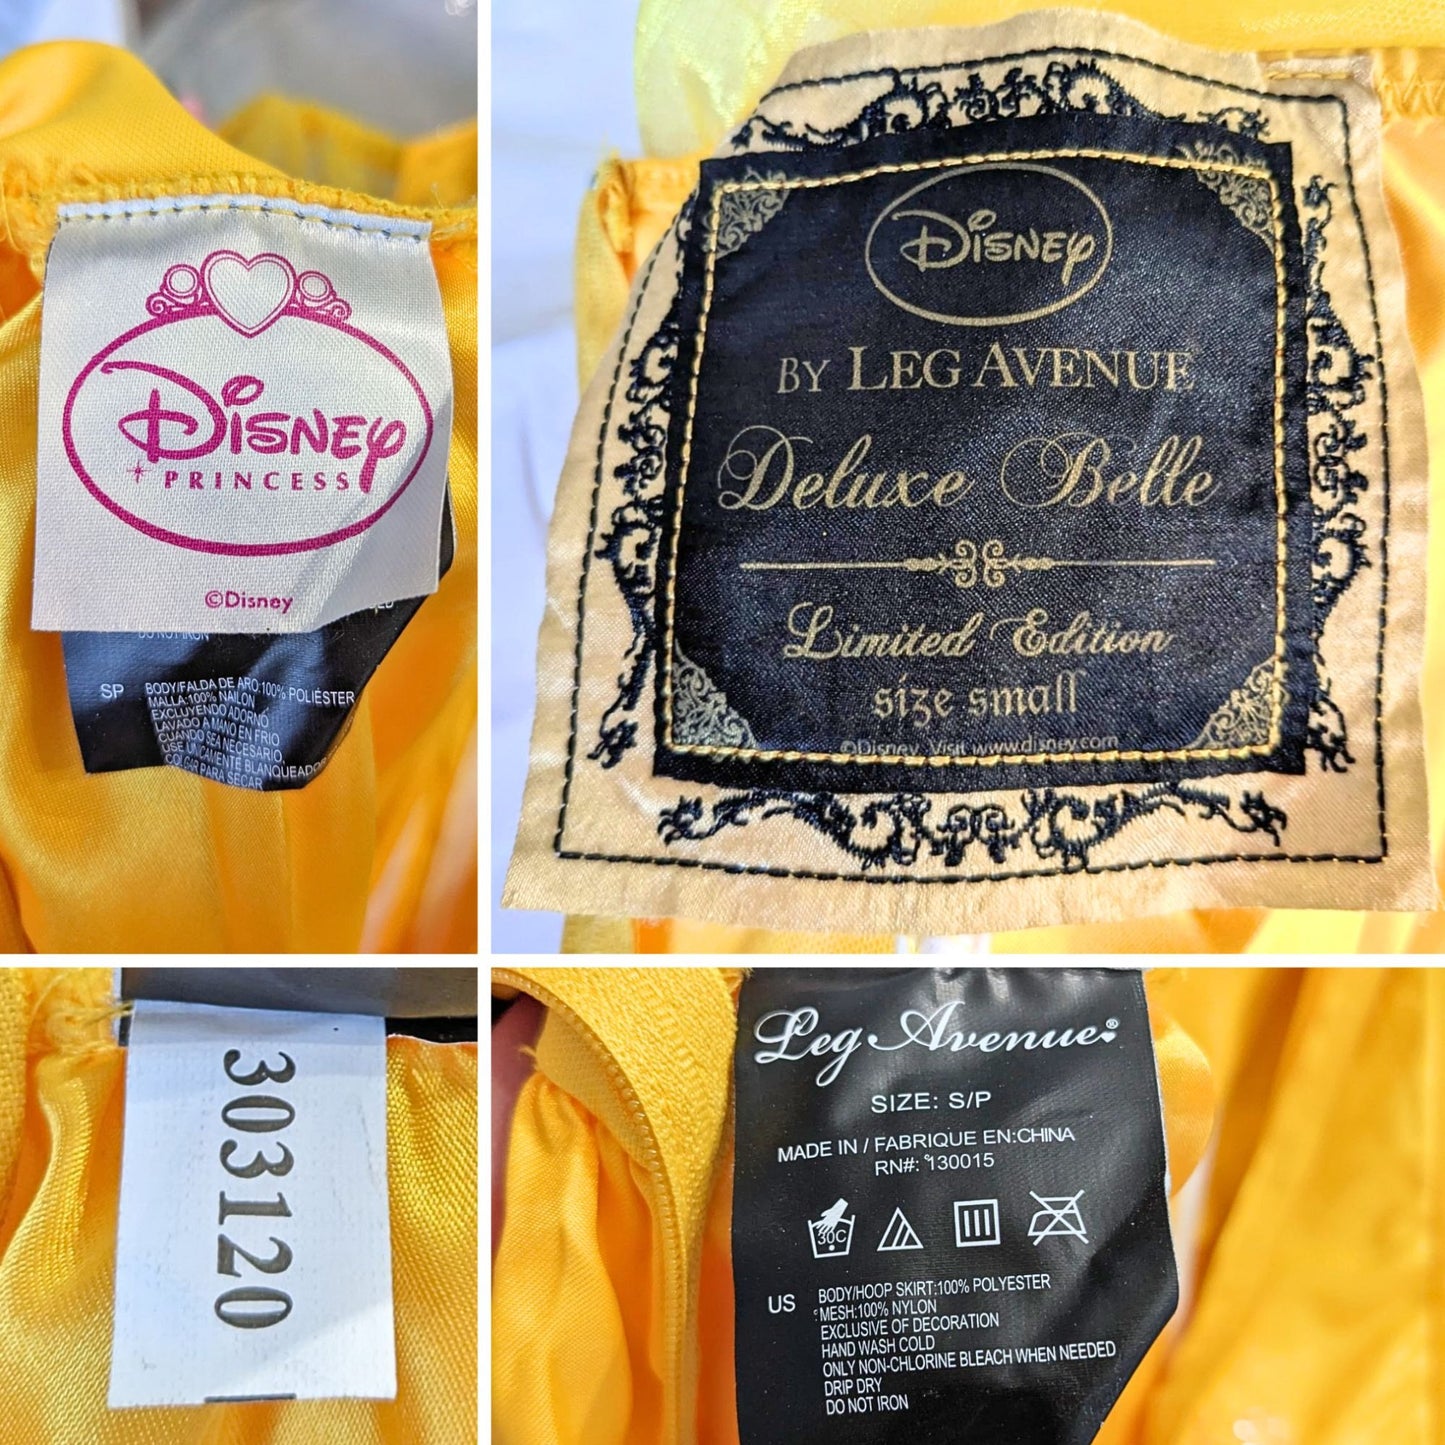 Disney
PRINCESS
©Disney
DO NOT IRON
SP
BODY/FALDA DE ARO:100% POLIÉSTER
MALLA:100% NAILON
EXCLUYENDO ADORNO
LAVADO A MANO EN FRIO
CUANDO SEA NECESARIO,
USE UNICAMENTE BLANQUEADOR
COLGAR PARA SECAR
Disney
BY LEG AVENUE
Deluxe Belle
Limited Edition
size small
©Disney. Visit www.disney.com
303120
Leg Avenue®
SIZE: S/P
MADE IN / FABRIQUE EN:CHINA
RN#: 130015
30C
US
BODY/HOOP SKIRT:100% POLYESTER
MESH:100% NYLON
EXCLUSIVE OF DECORATION
HAND WASH COLD
ONLY NON-CHLORINE BLEACH WHEN NEEDED
DRIP DRY
DO NOT IRON